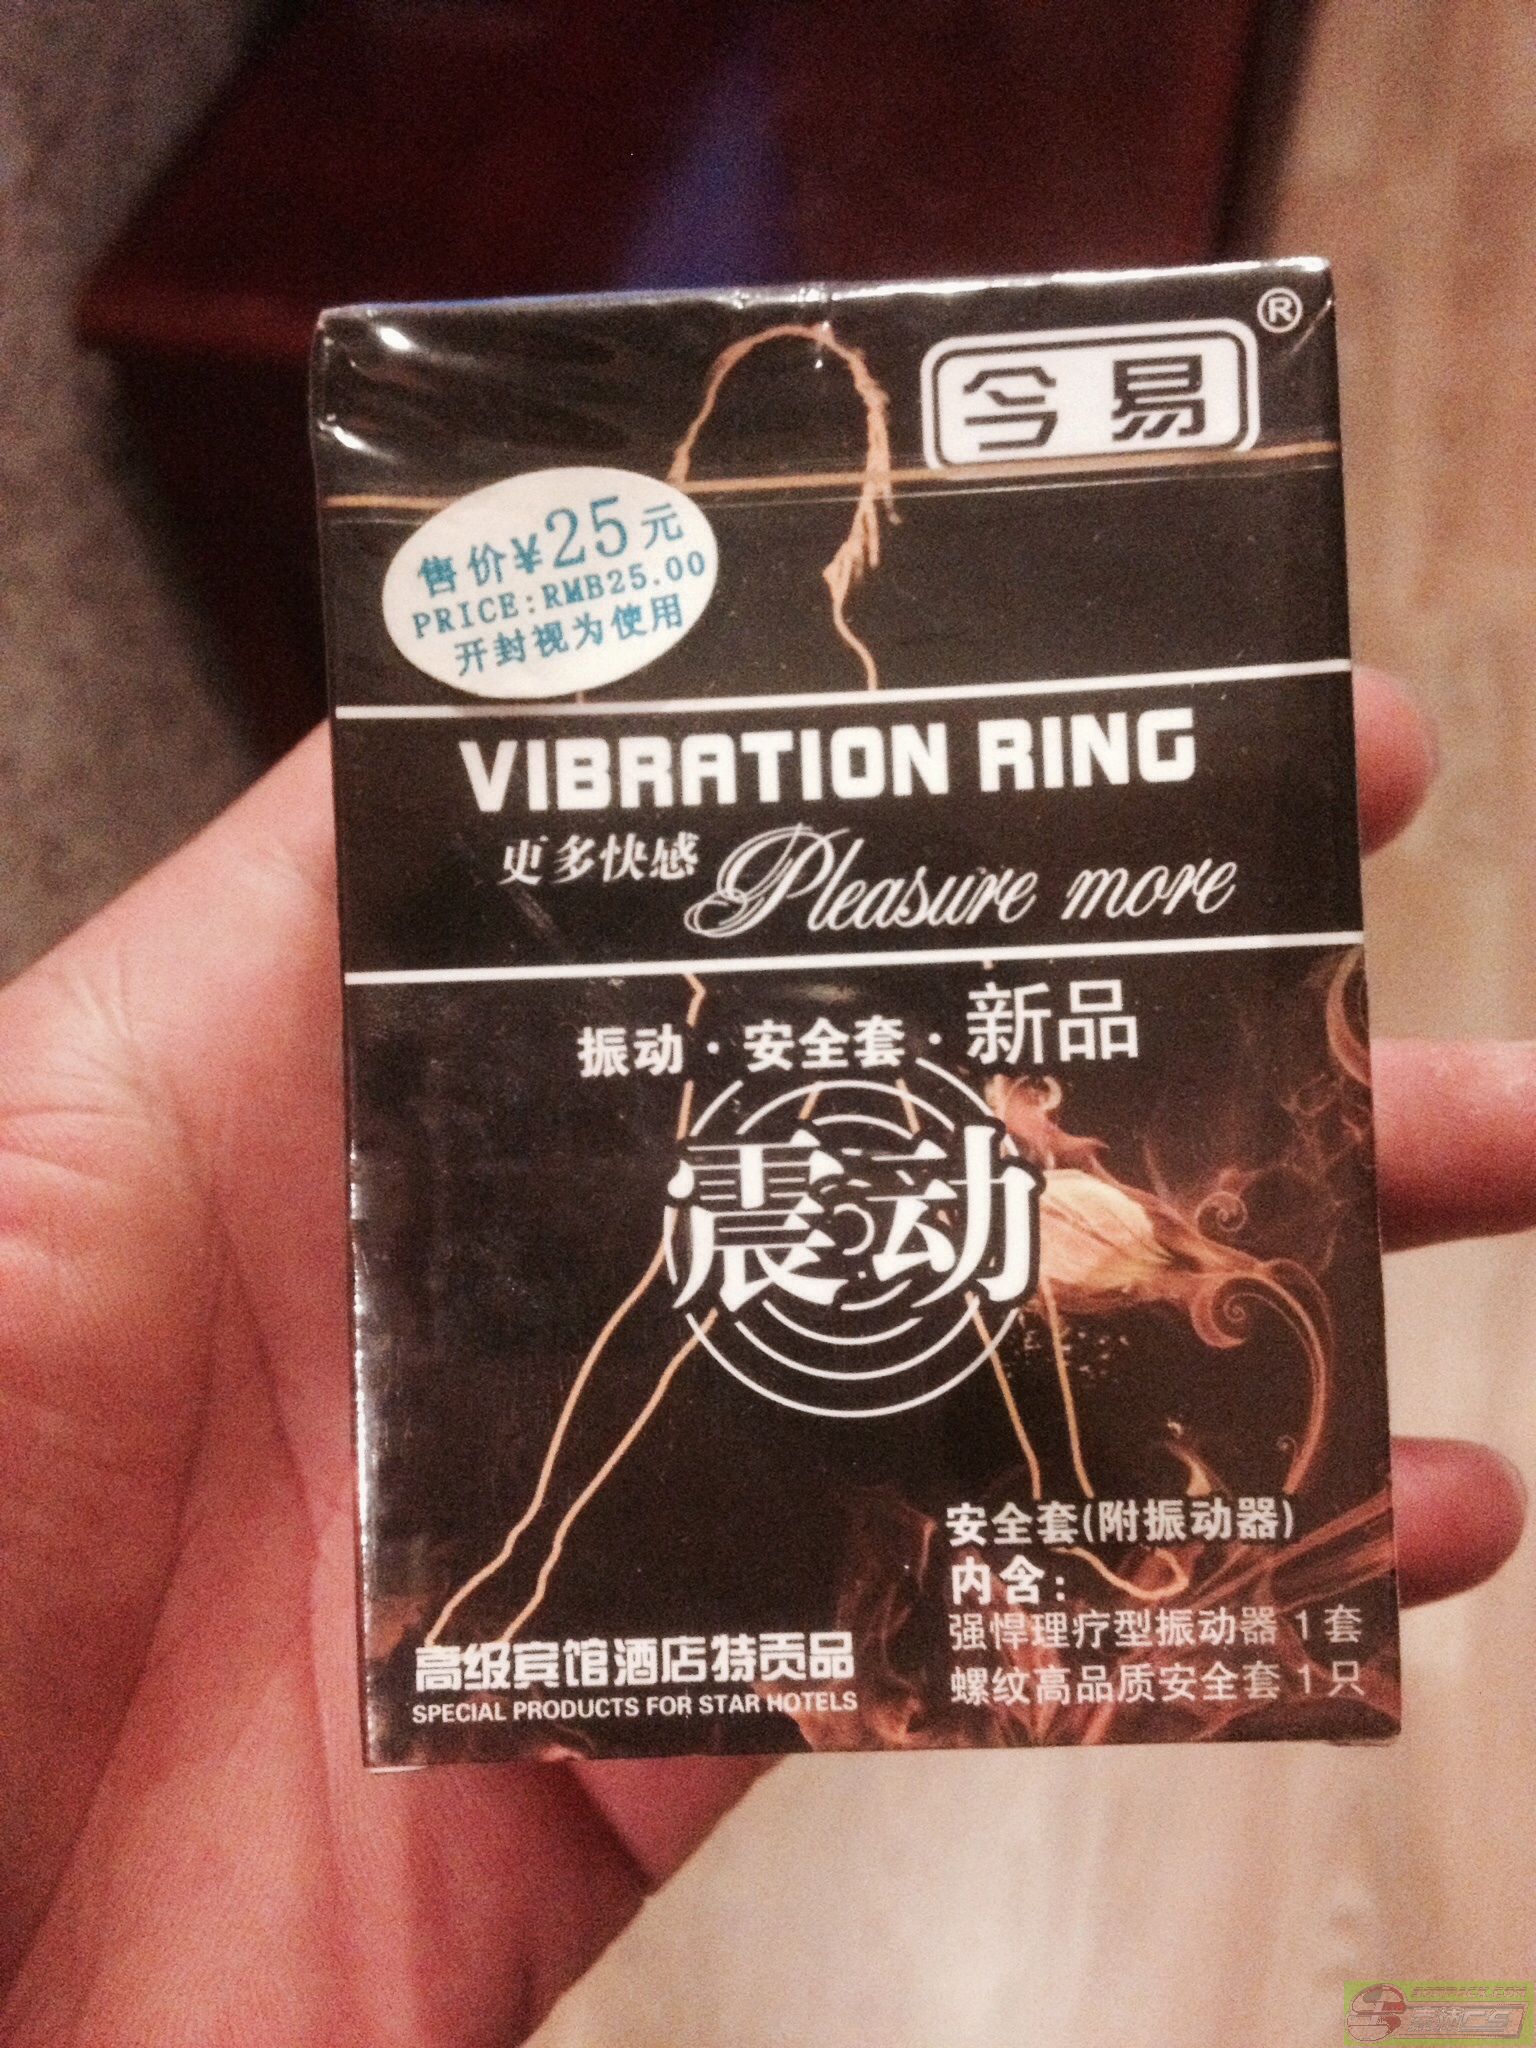 今易®
售价¥25元
PRICE:RMB25.00
开封视为使用
VIBRATION RING
更多快感 Pleasure more
振动·安全套·新品
震动
安全套(附振动器)
内含:
强悍理疗型振动器1套
螺纹高品质安全套1只
高级宾馆酒店特贡品
SPECIAL PRODUCTS FOR STAR HOTELS